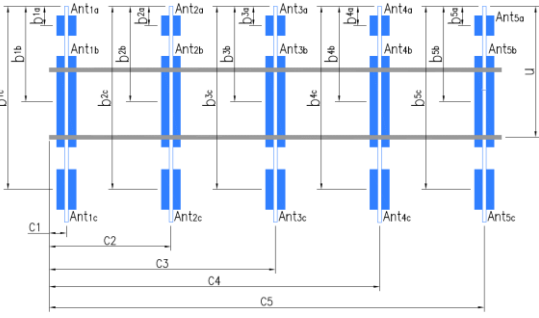 b1a Ant1a b2a Ant2a b3a Ant3a b4a Ant4a b5a Ant5a
b1b Ant1b b2b Ant2b b3b Ant3b b4b Ant4b b5b Ant5b
b1c b2c b3c b4c b5c
Ant1c Ant2c Ant3c Ant4c Ant5c
C1
C2
C3
C4
C5